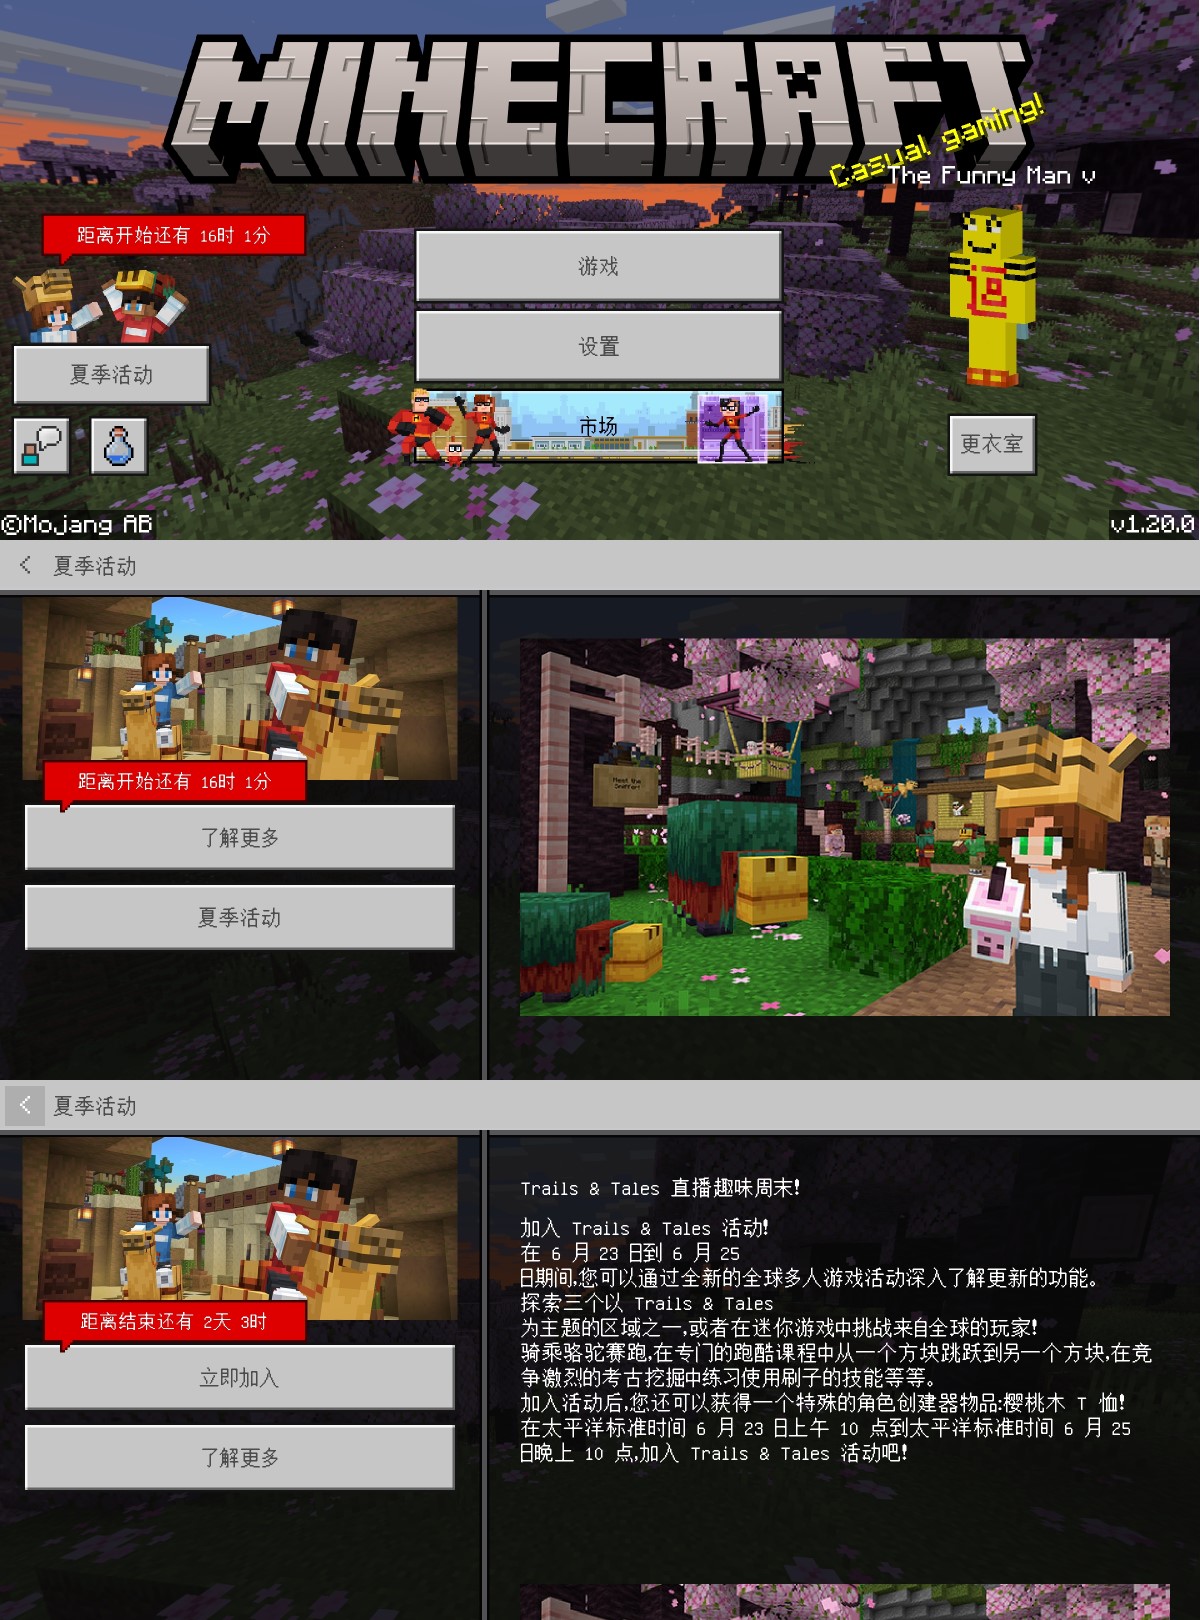 MINECRAFT
Casual gaming!
The Funny Man v
距离开始还有 16时 1分
游戏
设置
夏季活动
市场
更衣室
©Mojang AB
v1.20.0
夏季活动
距离开始还有 16时 1分
了解更多
夏季活动
Meet the
Sniffer!
夏季活动
距离结束还有 2天 3时
立即加入
了解更多
Trails & Tales 直播趣味周末!
加入 Trails & Tales 活动!
在 6 月 23 日到 6 月 25
日期间,您可以通过全新的全球多人游戏活动深入了解更新的功能。
探索三个以 Trails & Tales
为主题的区域之一,或者在迷你游戏中挑战来自全球的玩家!
骑乘骆驼赛跑,在专门的跑酷课程中从一个方块跳跃到另一个方块,在竞
争激烈的考古挖掘中练习使用刷子的技能等等。
加入活动后,您还可以获得一个特殊的角色创建器物品:樱桃木 T 恤!
在太平洋标准时间 6 月 23 日上午 10 点到太平洋标准时间 6 月 25
日晚上 10 点,加入 Trails & Tales 活动吧!